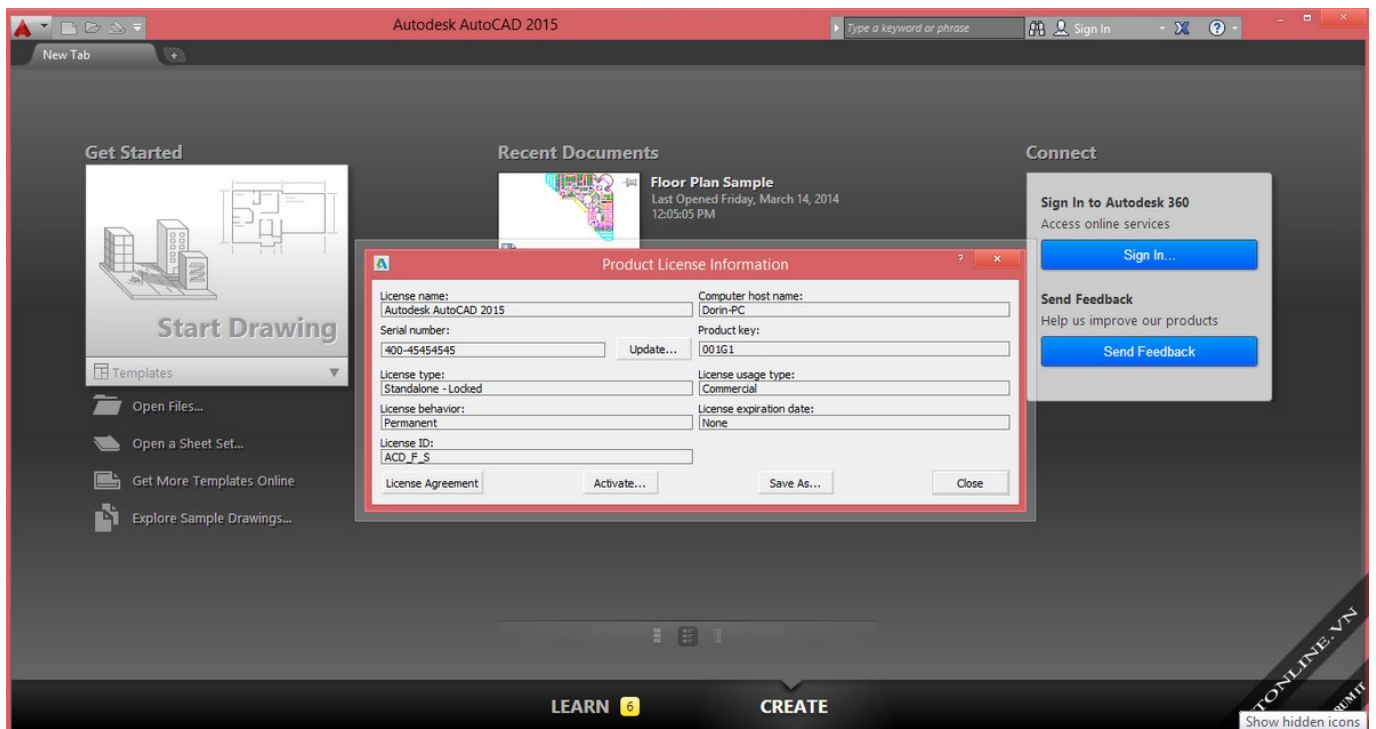 Autodesk AutoCAD 2015
Type a keyword or phrase
Sign In
New Tab
Get Started
Start Drawing
Templates
Open Files...
Open a Sheet Set...
Get More Templates Online
Explore Sample Drawings...
Recent Documents
Floor Plan Sample
Last Opened Friday, March 14, 2014
12:05:05 PM
Connect
Sign In to Autodesk 360
Access online services
Sign In...
Send Feedback
Help us improve our products
Send Feedback
Product License Information
License name:
Autodesk AutoCAD 2015
Computer host name:
Dorin-PC
Serial number:
400-45454545
Update...
Product key:
001G1
License type:
Standalone - Locked
License usage type:
Commercial
License behavior:
Permanent
License expiration date:
None
License ID:
ACD_F_S
License Agreement
Activate...
Save As...
Close
LEARN 6
CREATE
TONLINE.VN
Show hidden icons